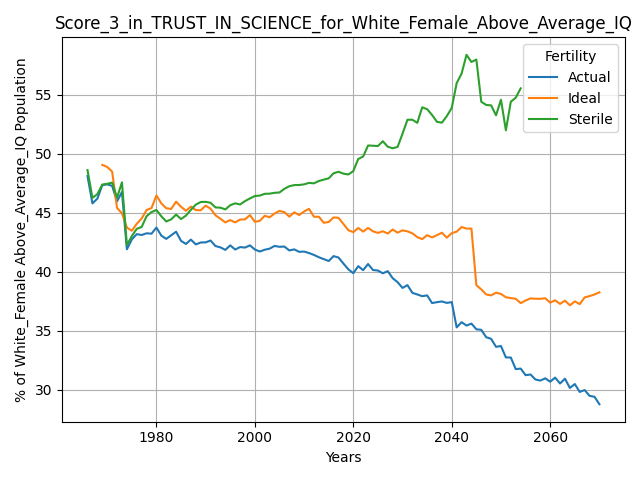 Score_3_in_TRUST_IN_SCIENCE_for_White_Female_Above_Average_IQ
Fertility
Actual
Ideal
Sterile
% of White_Female Above_Average_IQ Population
55
50
45
40
35
30
1980
2000
2020
2040
2060
Years